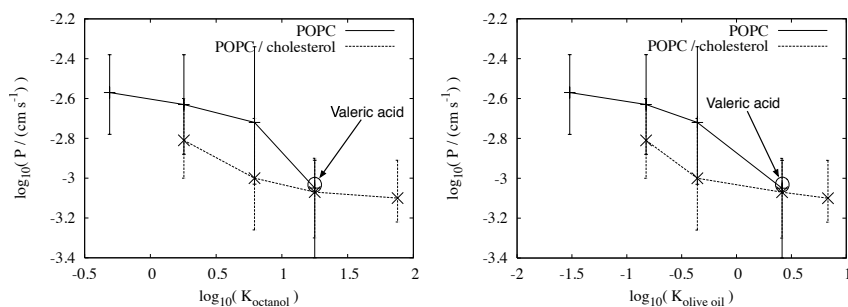 -2.2
-2.4
-2.6
-2.8
-3
-3.2
-3.4
log10( P / (cm s-1) )
POPC
POPC / cholesterol
Valeric acid
-0.5 0 0.5 1 1.5 2
log10( Koctanol )
-2.2
-2.4
-2.6
-2.8
-3
-3.2
-3.4
log10( P / (cm s-1) )
POPC
POPC / cholesterol
Valeric acid
-2 -1.5 -1 -0.5 0 0.5 1
log10( Kolive oil )